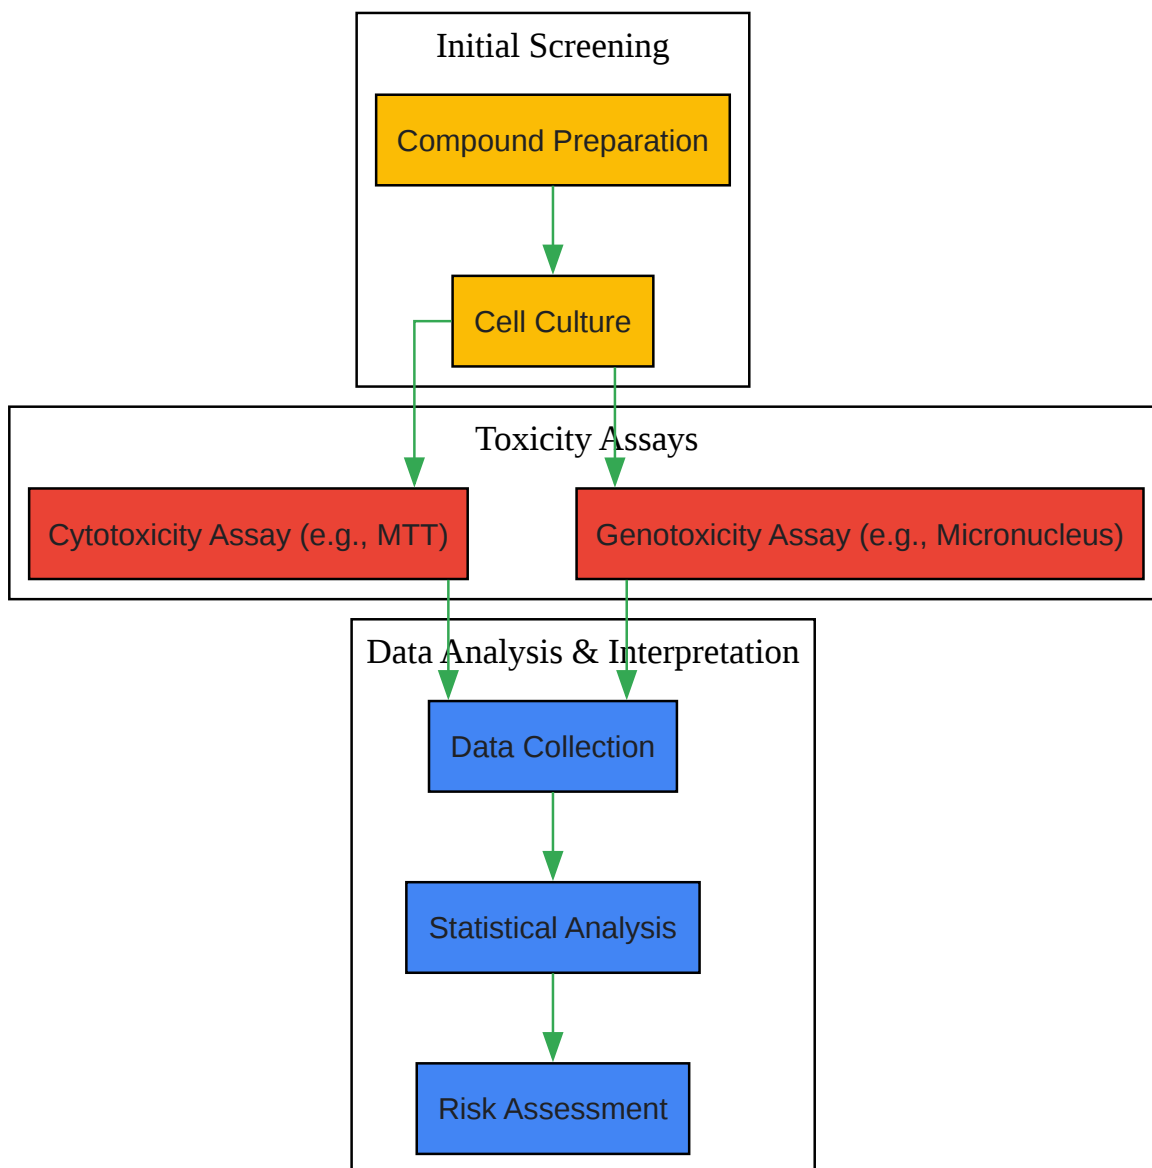 Initial Screening
Compound Preparation
Cell Culture
Toxicity Assays
Cytotoxicity Assay (e.g., MTT)
Genotoxicity Assay (e.g., Micronucleus)
Data Analysis & Interpretation
Data Collection
Statistical Analysis
Risk Assessment